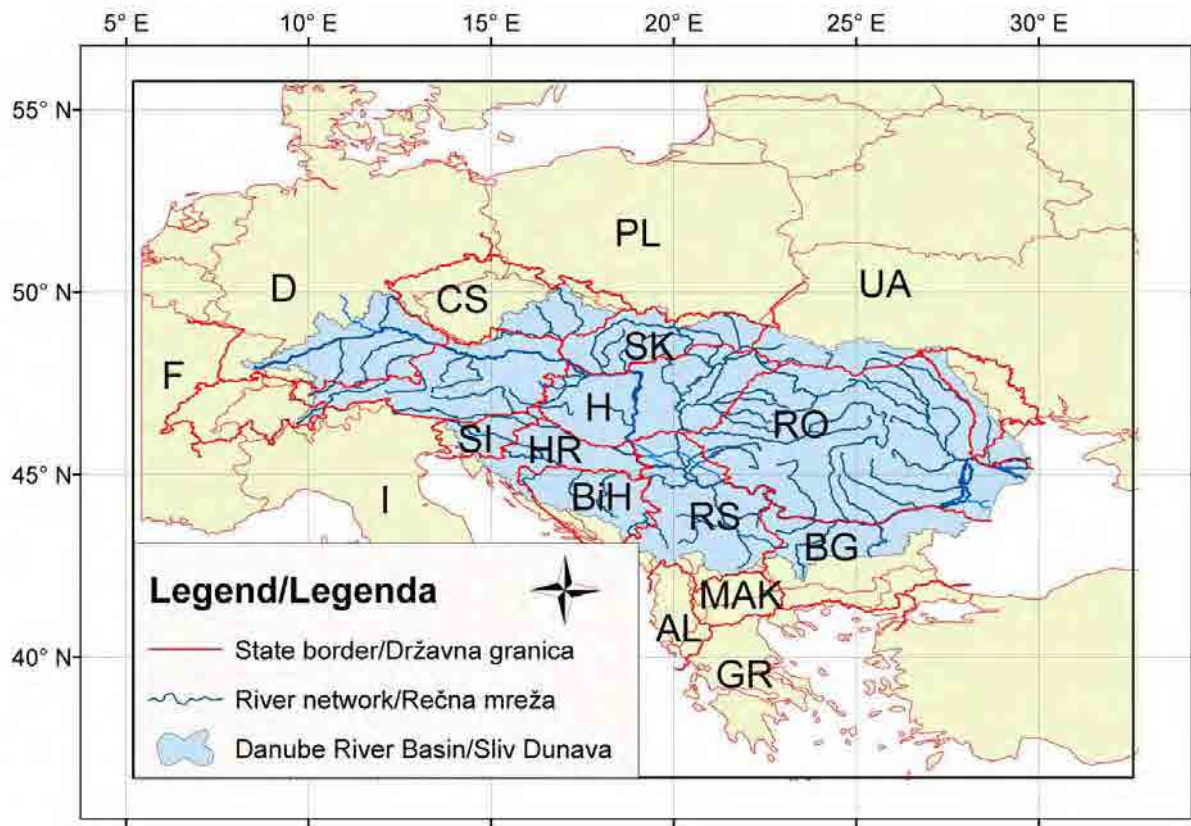 5° E 10° E 15° E 20° E 25° E 30° E
55° N
PL
50° N
D
CS
UA
SK
F
H
RO
SI
HR
45° N
I
BiH
RS
BG
Legend/Legenda
MAK
AL
State border/Državna granica
40° N
GR
River network/Rečna mreža
Danube River Basin/Sliv Dunava